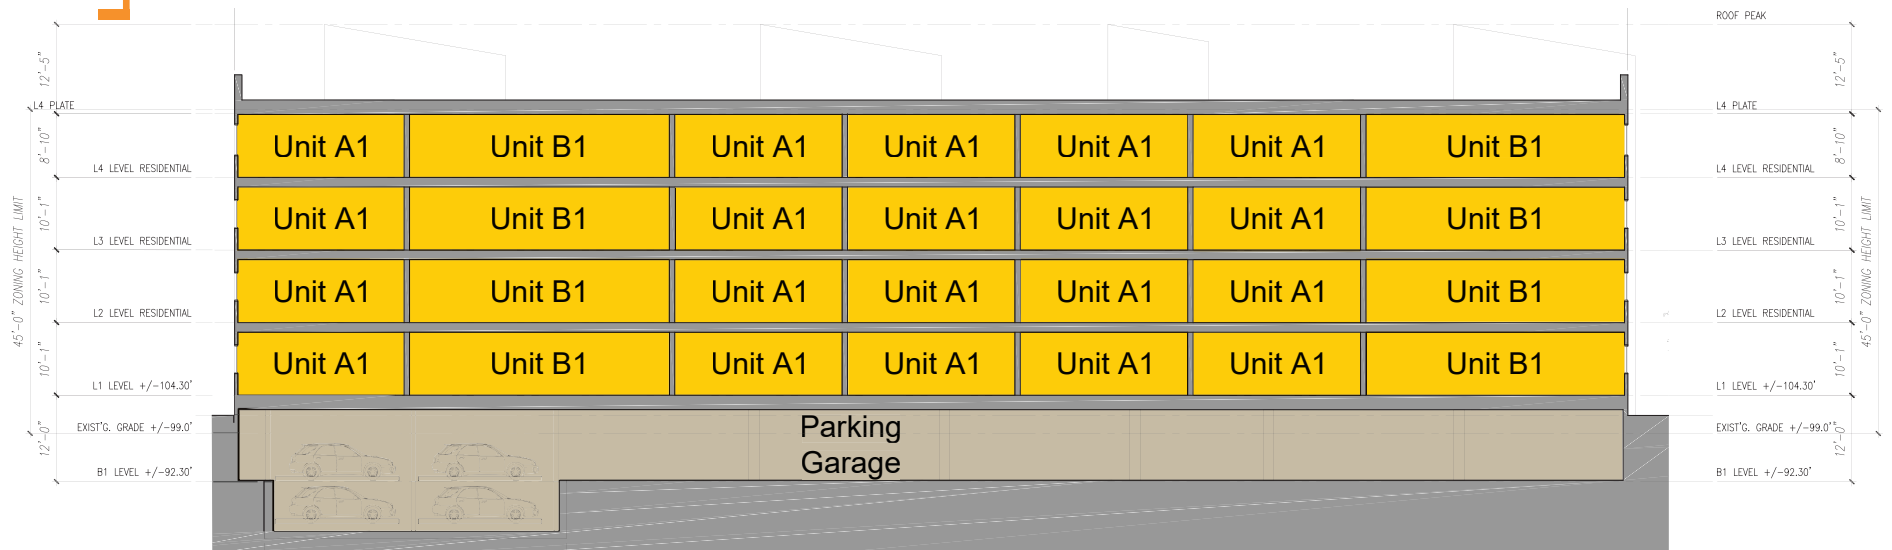 ROOF PEAK
12'-5"
12'-5"
L4 PLATE
L4 PLATE
Unit A1 Unit B1 Unit A1 Unit A1 Unit A1 Unit A1 Unit B1
8'-10"
8'-10"
L4 LEVEL RESIDENTIAL
L4 LEVEL RESIDENTIAL
Unit A1 Unit B1 Unit A1 Unit A1 Unit A1 Unit A1 Unit B1
10'-1"
10'-1"
L3 LEVEL RESIDENTIAL
L3 LEVEL RESIDENTIAL
45'-0" ZONING HEIGHT LIMIT
45'-0" ZONING HEIGHT LIMIT
Unit A1 Unit B1 Unit A1 Unit A1 Unit A1 Unit A1 Unit B1
10'-1"
10'-1"
L2 LEVEL RESIDENTIAL
L2 LEVEL RESIDENTIAL
Unit A1 Unit B1 Unit A1 Unit A1 Unit A1 Unit A1 Unit B1
10'-1"
10'-1"
L1 LEVEL +/-104.30'
L1 LEVEL +/-104.30'
EXIST'G. GRADE +/-99.0'
EXIST'G. GRADE +/-99.0'
12'-0"
12'-0"
Parking
Garage
B1 LEVEL +/-92.30'
B1 LEVEL +/-92.30'